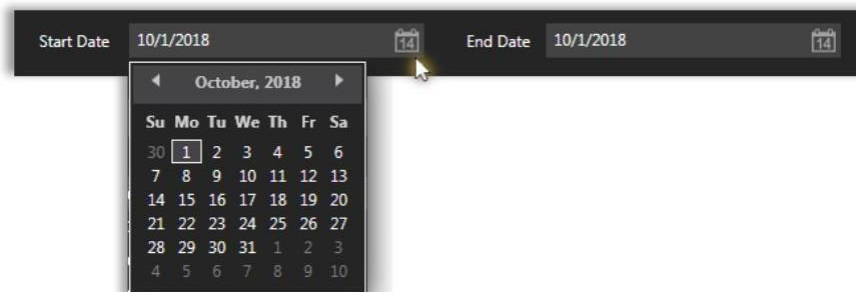 Start Date 10/1/2018 14 End Date 10/1/2018 14
October, 2018
Su Mo Tu We Th Fr Sa
30 1 2 3 4 5 6
7 8 9 10 11 12 13
14 15 16 17 18 19 20
21 22 23 24 25 26 27
28 29 30 31 1 2 3
4 5 6 7 8 9 10